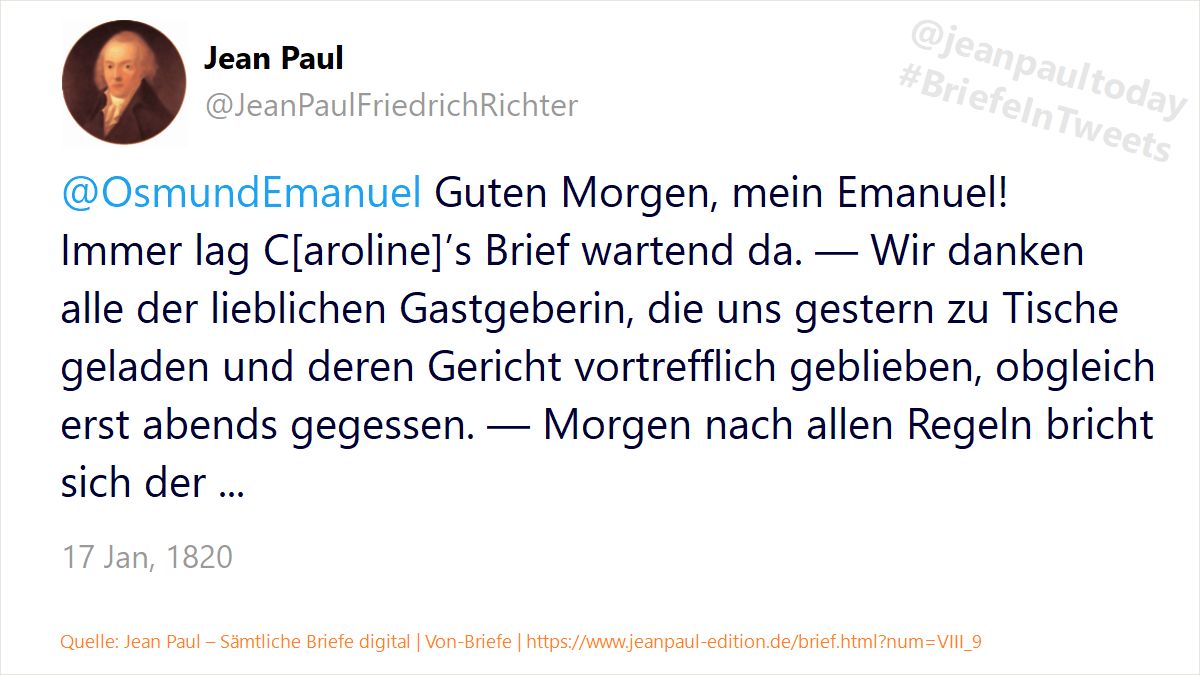 Jean Paul
@JeanPaulFriedrichRichter
@jeanpaultoday
#BriefeInTweets
@OsmundEmanuel Guten Morgen, mein Emanuel!
Immer lag C[aroline]’s Brief wartend da. — Wir danken
alle der lieblichen Gastgeberin, die uns gestern zu Tische
geladen und deren Gericht vortrefflich geblieben, obgleich
erst abends gegessen. — Morgen nach allen Regeln bricht
sich der ...
17 Jan, 1820
Quelle: Jean Paul – Sämtliche Briefe digital | Von-Briefe | https://www.jeanpaul-edition.de/brief.html?num=VIII_9